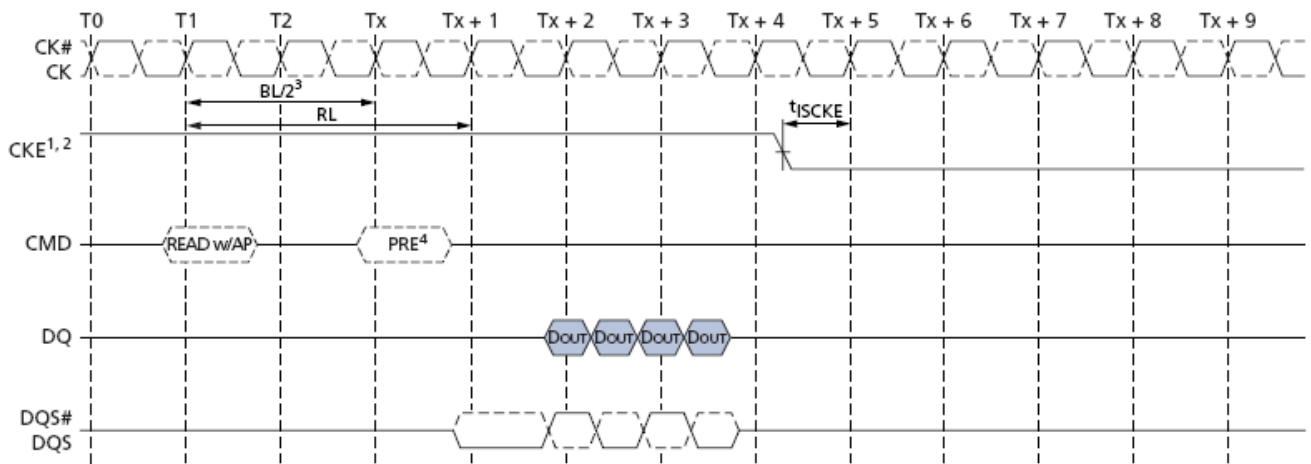 T0 T1 T2 Tx Tx + 1 Tx + 2 Tx + 3 Tx + 4 Tx + 5 Tx + 6 Tx + 7 Tx + 8 Tx + 9
CK#
CK
BL/2³
RL
tISCKE
CKE1, 2
CMD READ w/AP PRE⁴
DQ DOUT DOUT DOUT DOUT
DQS#
DQS